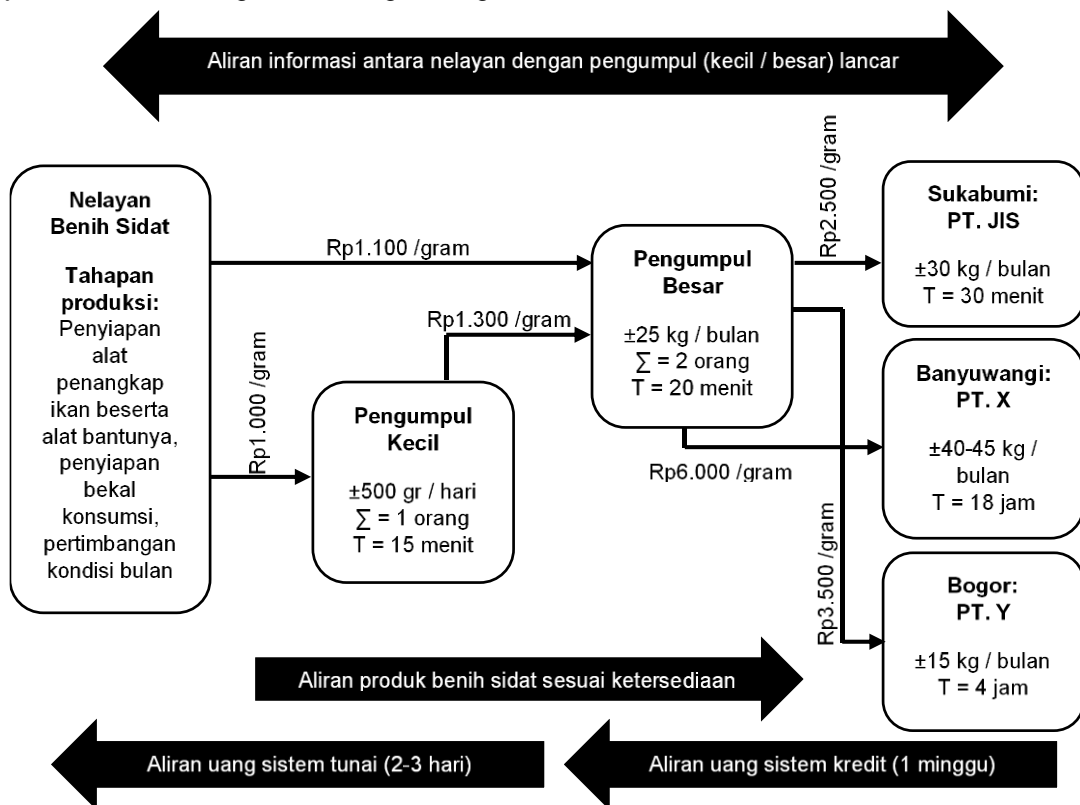 Aliran informasi antara nelayan dengan pengumpul (kecil / besar) lancar
Nelayan
Benih Sidat
Tahapan
produksi:
Penyiapan
alat
penangkap
ikan beserta
alat bantunya,
penyiapan
bekal
konsumsi,
pertimbangan
kondisi bulan
Rp1.100 /gram
Rp1.000 /gram
Rp1.300 /gram
Pengumpul
Kecil
±500 gr / hari
∑ = 1 orang
T = 15 menit
Pengumpul
Besar
±25 kg / bulan
∑ = 2 orang
T = 20 menit
Rp2.500 /gram
Rp6.000 /gram
Rp3.500 /gram
Sukabumi:
PT. JIS
±30 kg / bulan
T = 30 menit
Banyuwangi:
PT. X
±40-45 kg /
bulan
T = 18 jam
Bogor:
PT. Y
±15 kg / bulan
T = 4 jam
Aliran produk benih sidat sesuai ketersediaan
Aliran uang sistem tunai (2-3 hari)
Aliran uang sistem kredit (1 minggu)